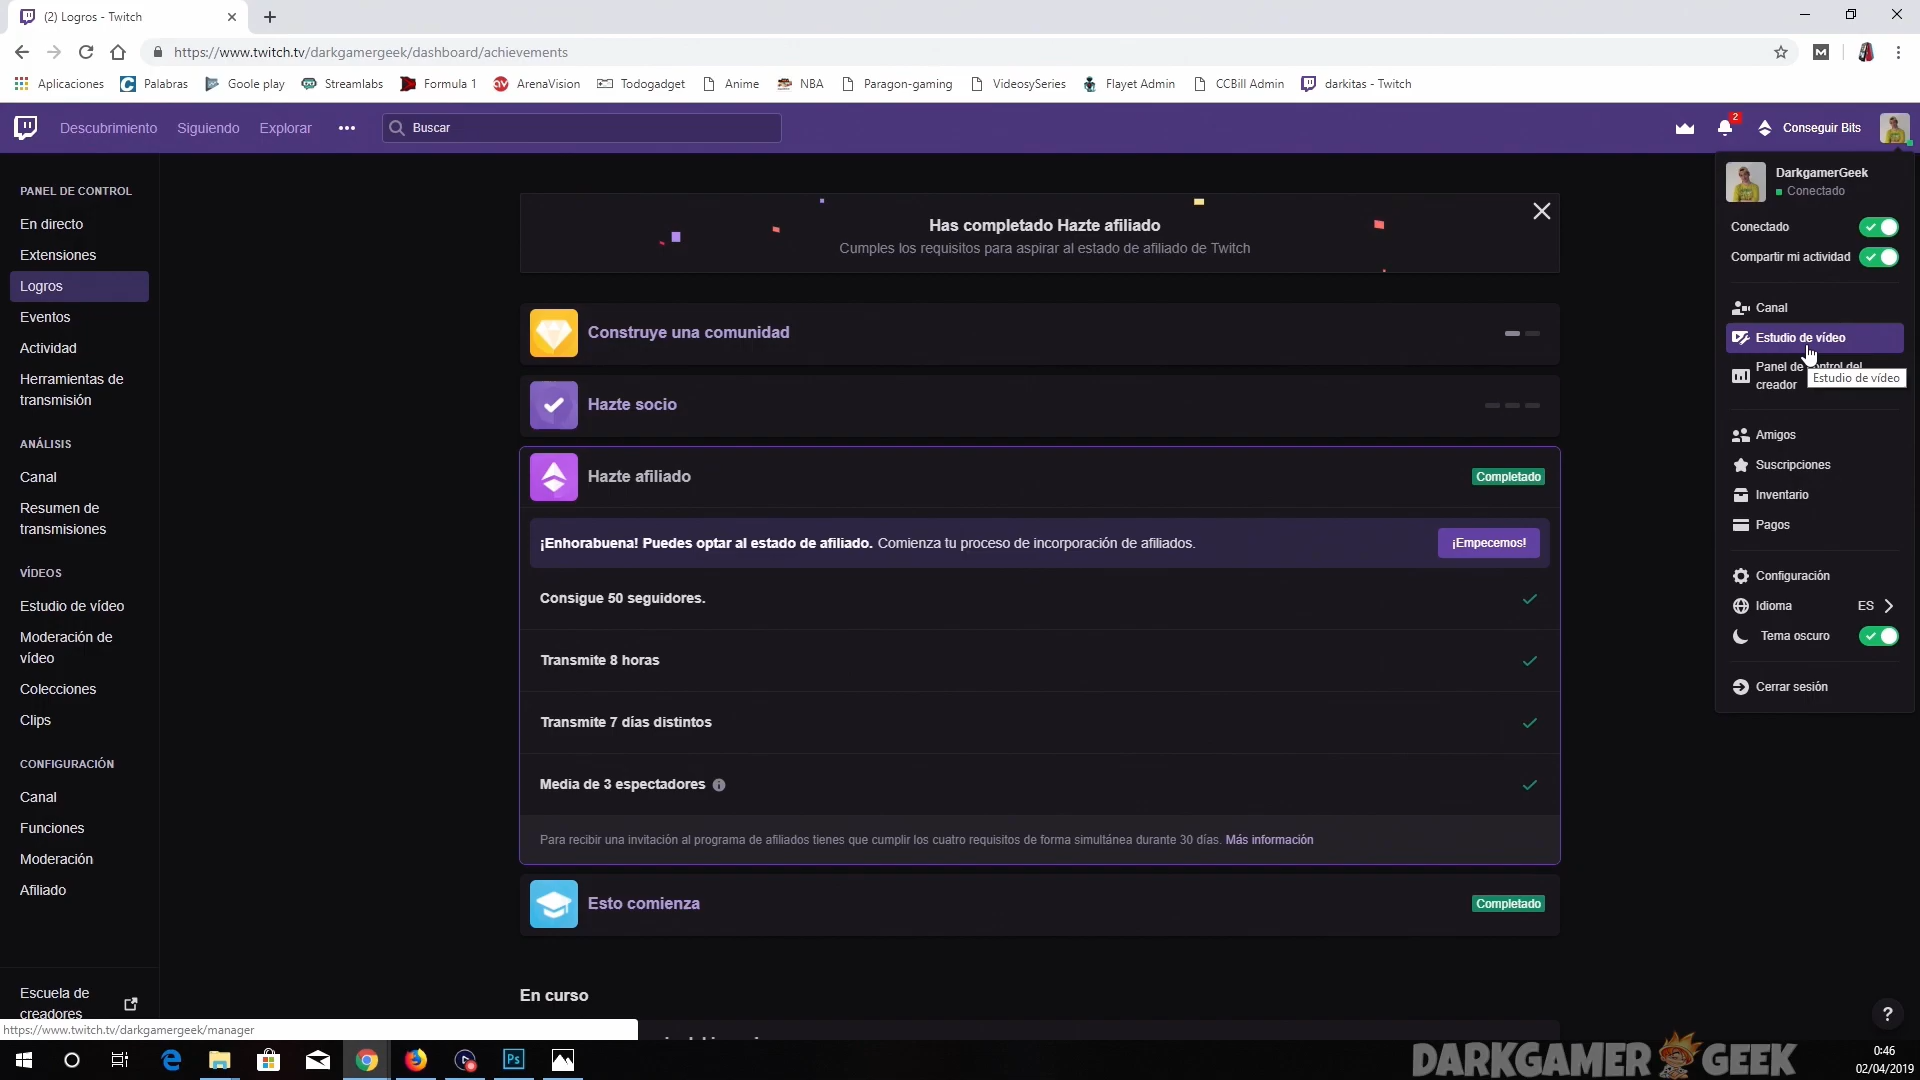 (2) Logros - Twitch
https://www.twitch.tv/darkgamergeek/dashboard/achievements
Aplicaciones
Palabras
Goole play
Streamlabs
Formula 1
ArenaVision
Todogadget
Anime
NBA
Paragon-gaming
VideosySeries
Flayet Admin
CCBill Admin
darkitas - Twitch
Descubrimiento
Siguiendo
Explorar
Buscar
2
Conseguir Bits
PANEL DE CONTROL
En directo
Extensiones
Logros
Eventos
Actividad
Herramientas de
transmisión
ANÁLISIS
Canal
Resumen de
transmisiones
VÍDEOS
Estudio de vídeo
Moderación de
vídeo
Colecciones
Clips
CONFIGURACIÓN
Canal
Funciones
Moderación
Afiliado
Escuela de
creadores
https://www.twitch.tv/darkgamergeek/manager
Has completado Hazte afiliado
Cumples los requisitos para aspirar al estado de afiliado de Twitch
Construye una comunidad
Hazte socio
Hazte afiliado
Completado
¡Enhorabuena! Puedes optar al estado de afiliado. Comienza tu proceso de incorporación de afiliados.
¡Empecemos!
Consigue 50 seguidores.
Transmite 8 horas
Transmite 7 días distintos
Media de 3 espectadores
Para recibir una invitación al programa de afiliados tienes que cumplir los cuatro requisitos de forma simultánea durante 30 días. Más información
Esto comienza
Completado
En curso
DarkgamerGeek
Conectado
Conectado
Compartir mi actividad
Canal
Estudio de vídeo
Panel de control del
creador
Estudio de vídeo
Amigos
Suscripciones
Inventario
Pagos
Configuración
Idioma
ES
Tema oscuro
Cerrar sesión
?
Ps
DARKGAMER GEEK
0:46
02/04/2019